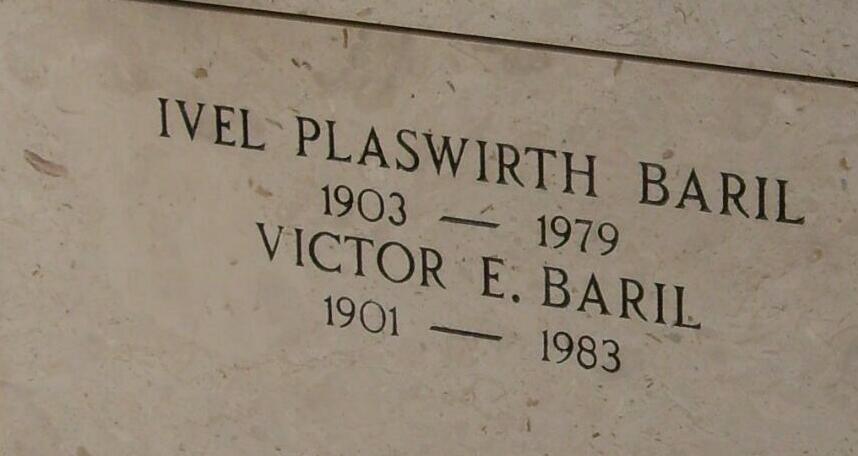 IVEL PLASWIRTH BARIL
1903 — 1979
VICTOR E. BARIL
1901 — 1983